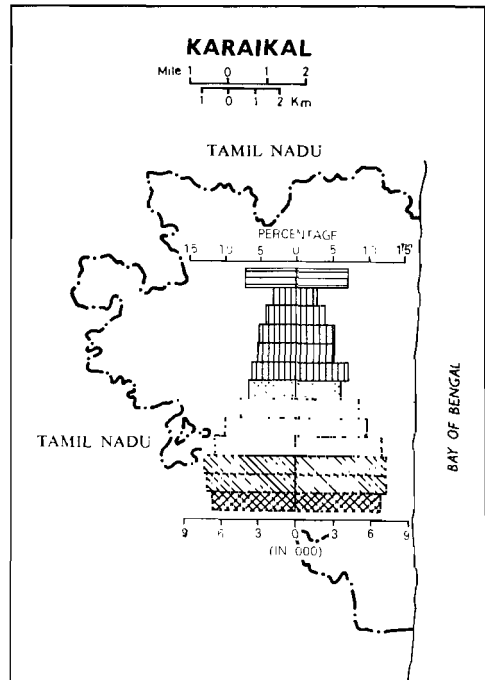 KARAIKAL
Mile 1 0 1 2
1 0 1 2 Km
TAMIL NADU
PERCENTAGE
15 10 5 0 5 10 15
TAMIL NADU
BAY OF BENGAL
9 6 3 0 3 6 9
(IN 000)